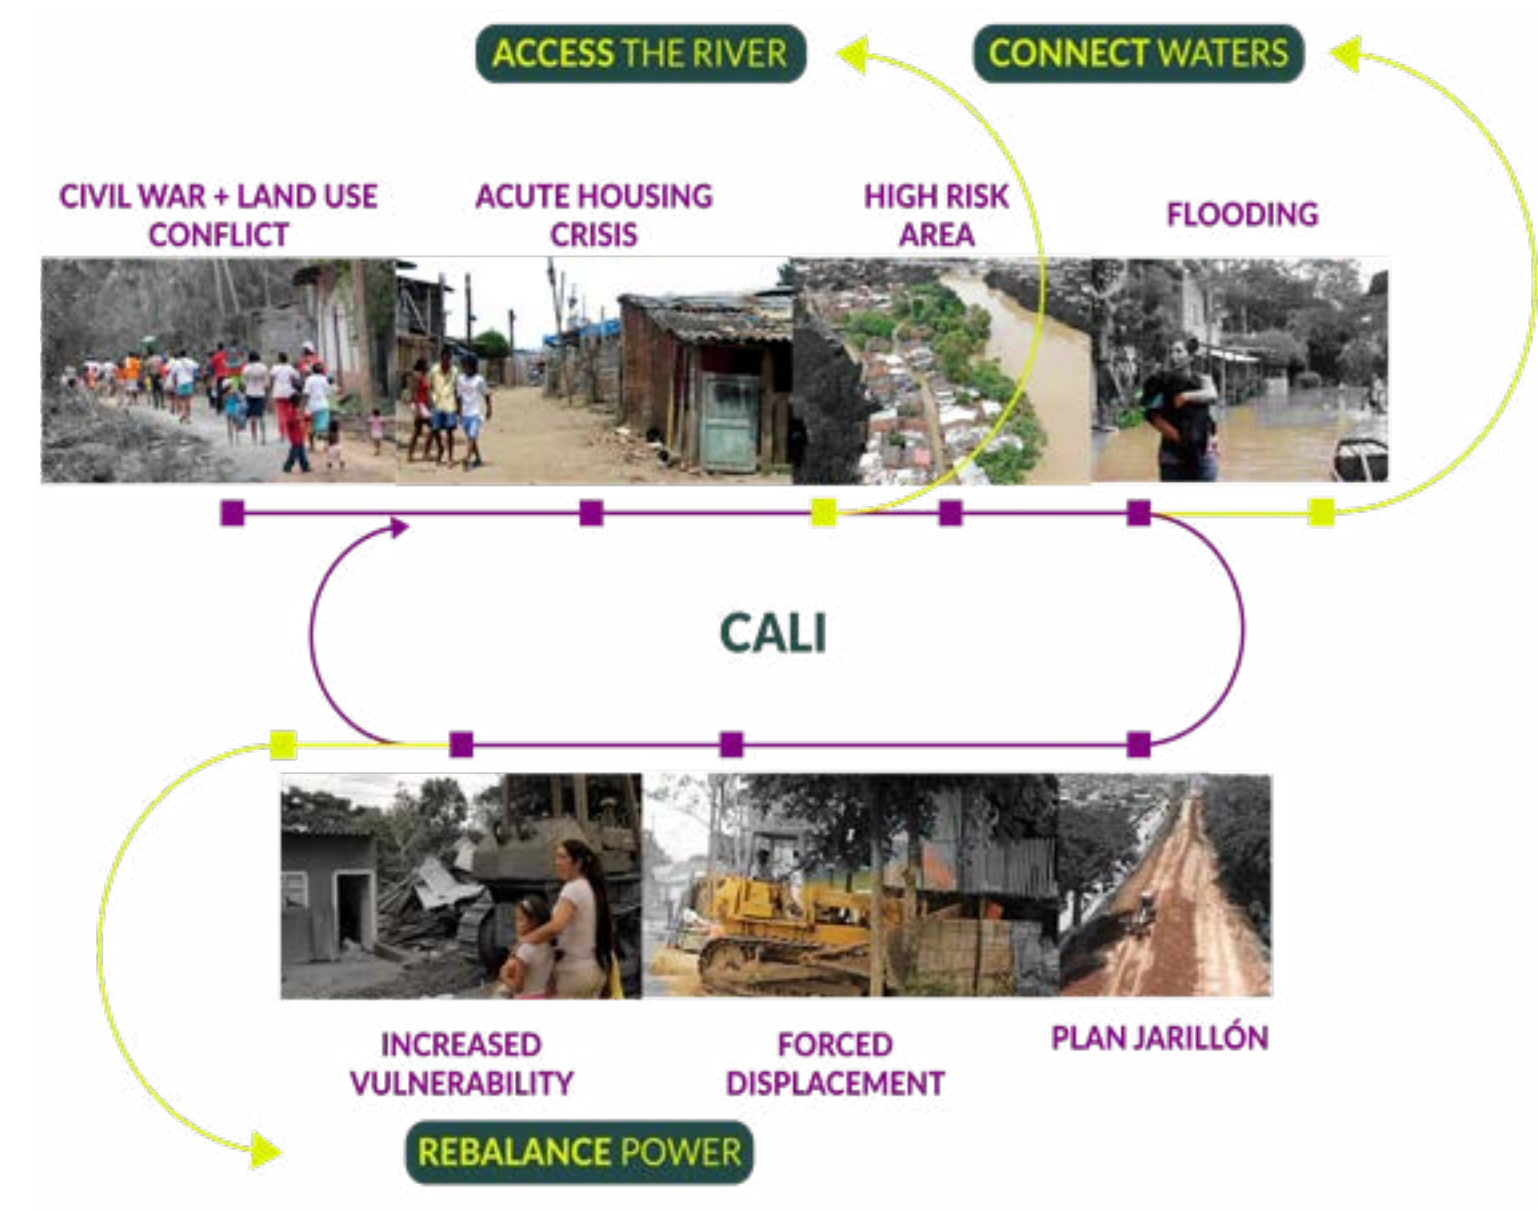 ACCESS THE RIVER
CONNECT WATERS
CIVIL WAR + LAND USE
CONFLICT
ACUTE HOUSING
CRISIS
HIGH RISK
AREA
FLOODING
CALI
INCREASED
VULNERABILITY
FORCED
DISPLACEMENT
PLAN JARILLÓN
REBALANCE POWER